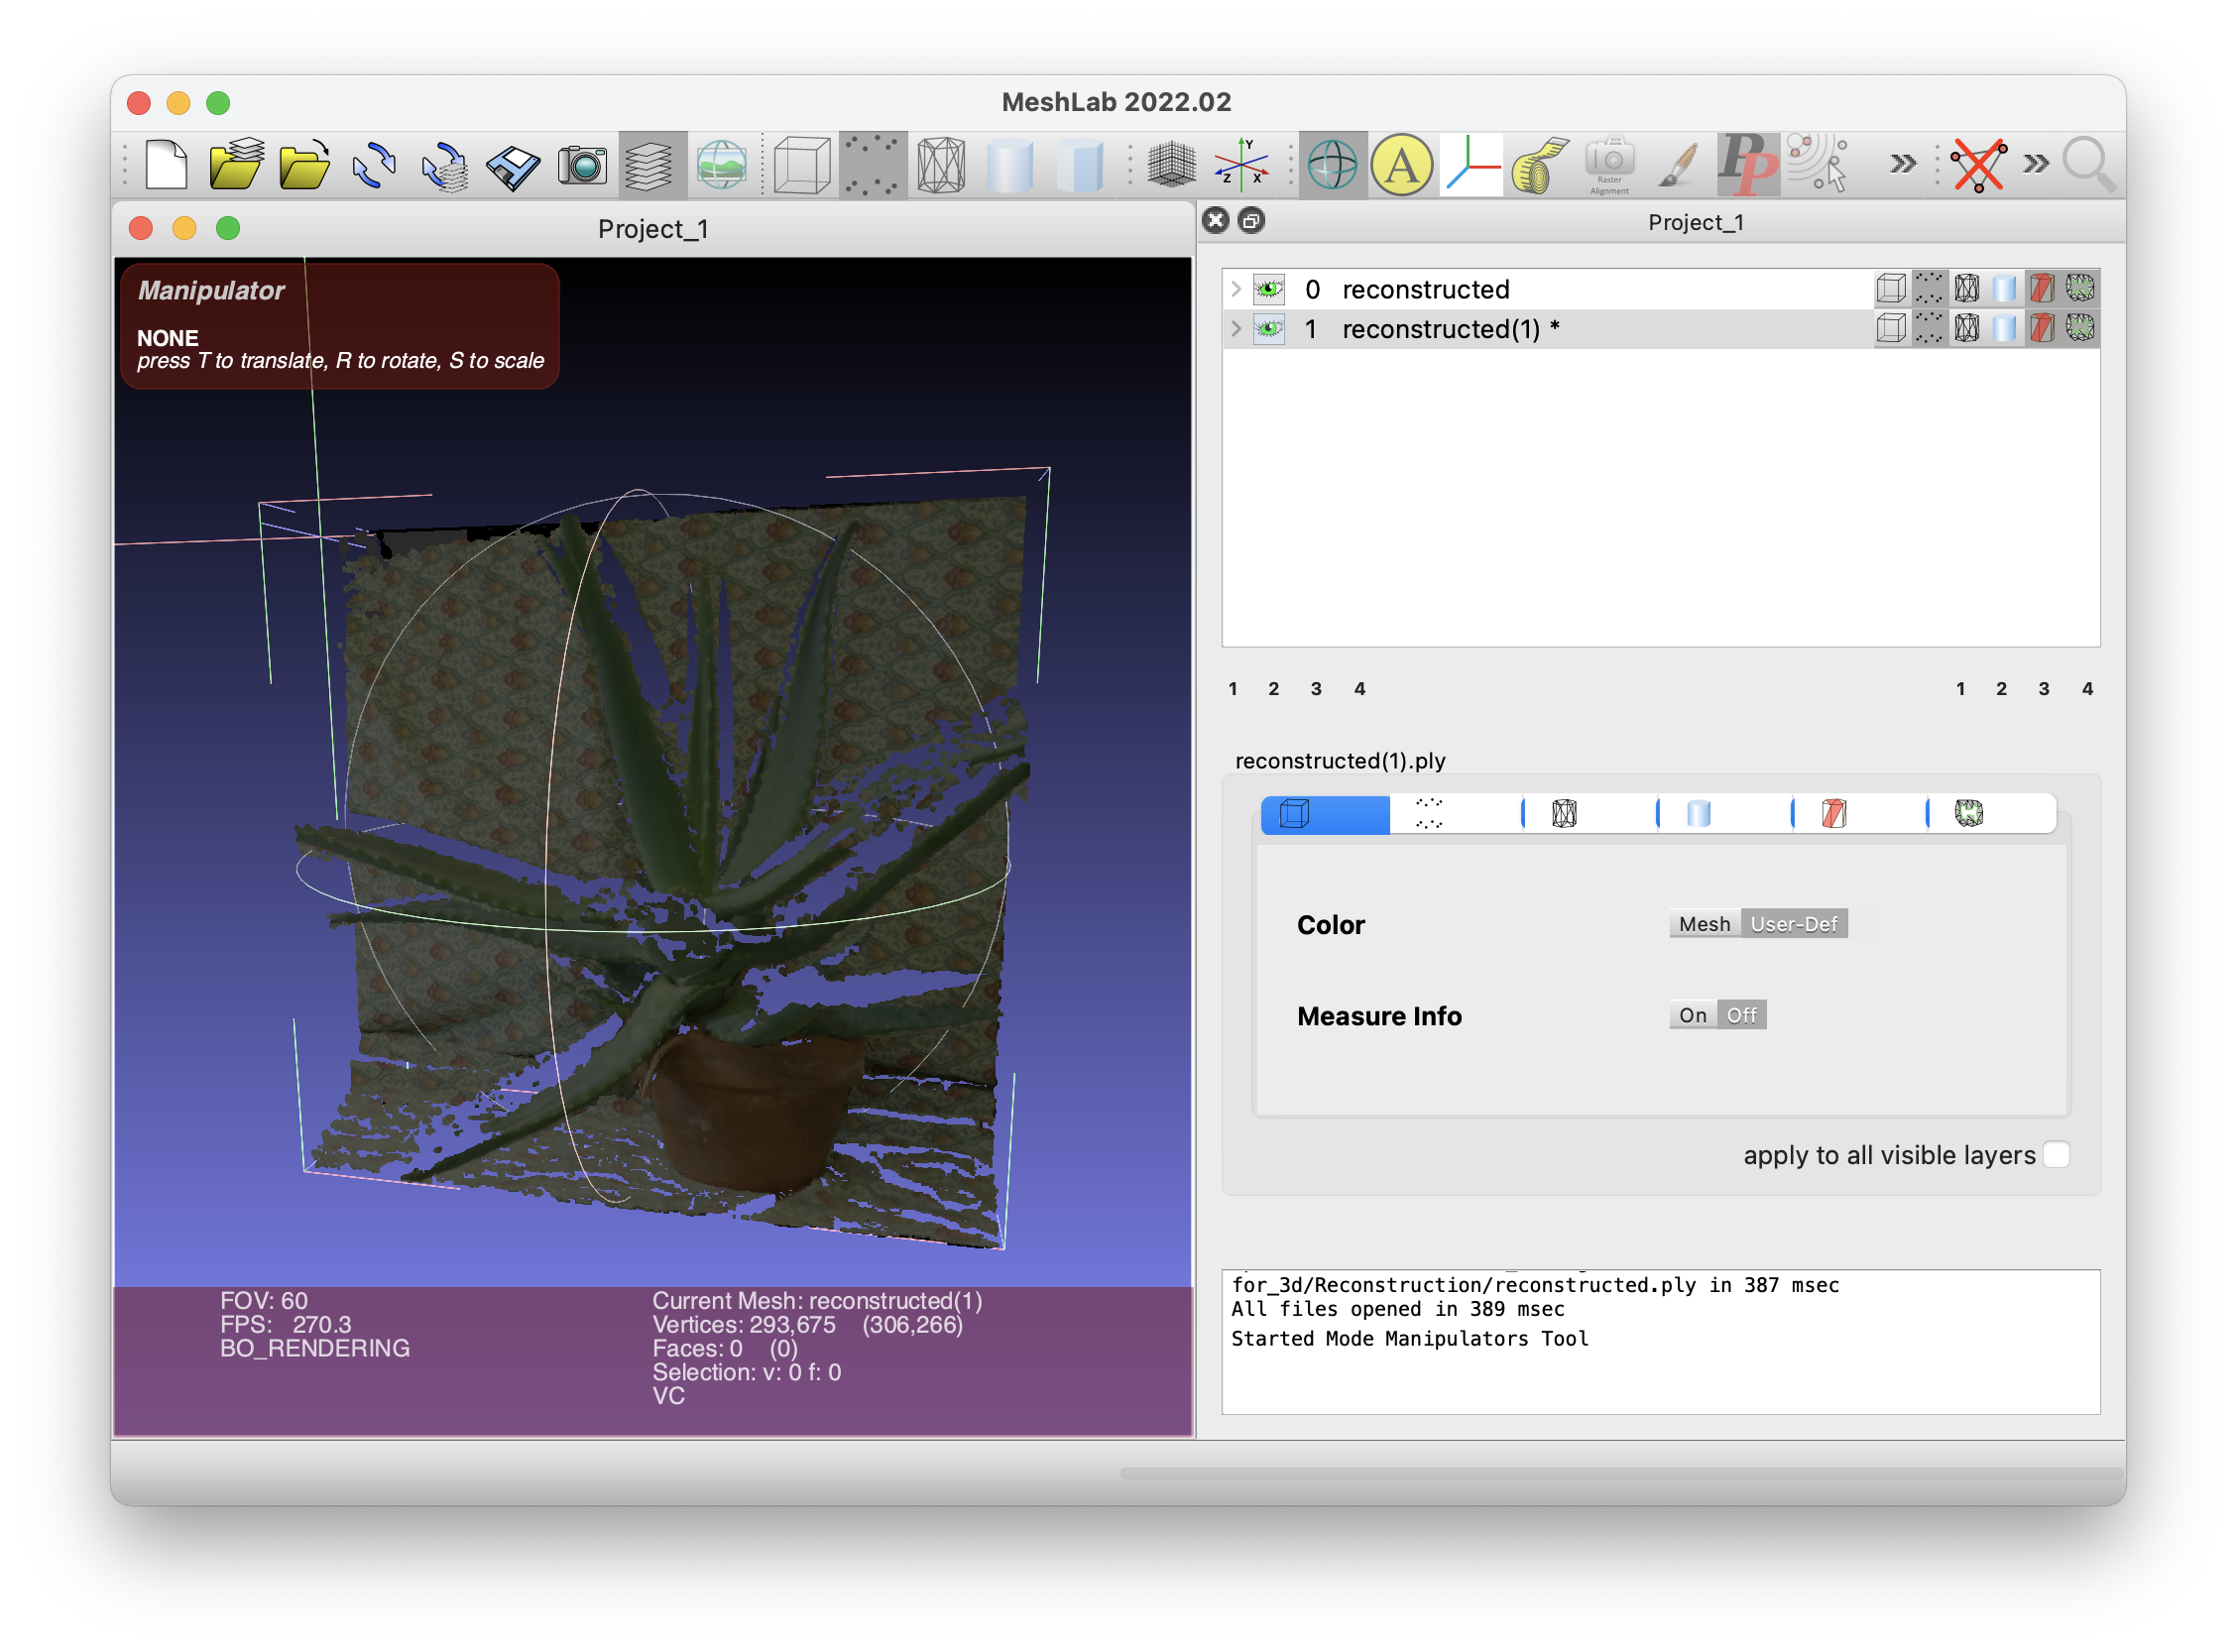 MeshLab 2022.02
Y
Z X
A
Raster
Alignment
PP
Project_1
Manipulator
NONE
press T to translate, R to rotate, S to scale
FOV: 60
FPS: 270.3
BO_RENDERING
Current Mesh: reconstructed(1)
Vertices: 293,675 (306,266)
Faces: 0 (0)
Selection: v: 0 f: 0
VC
Project_1
0 reconstructed
1 reconstructed(1) *
1 2 3 4 1 2 3 4
reconstructed(1).ply
Color Mesh User-Def
Measure Info On Off
apply to all visible layers
for_3d/Reconstruction/reconstructed.ply in 387 msec
All files opened in 389 msec
Started Mode Manipulators Tool